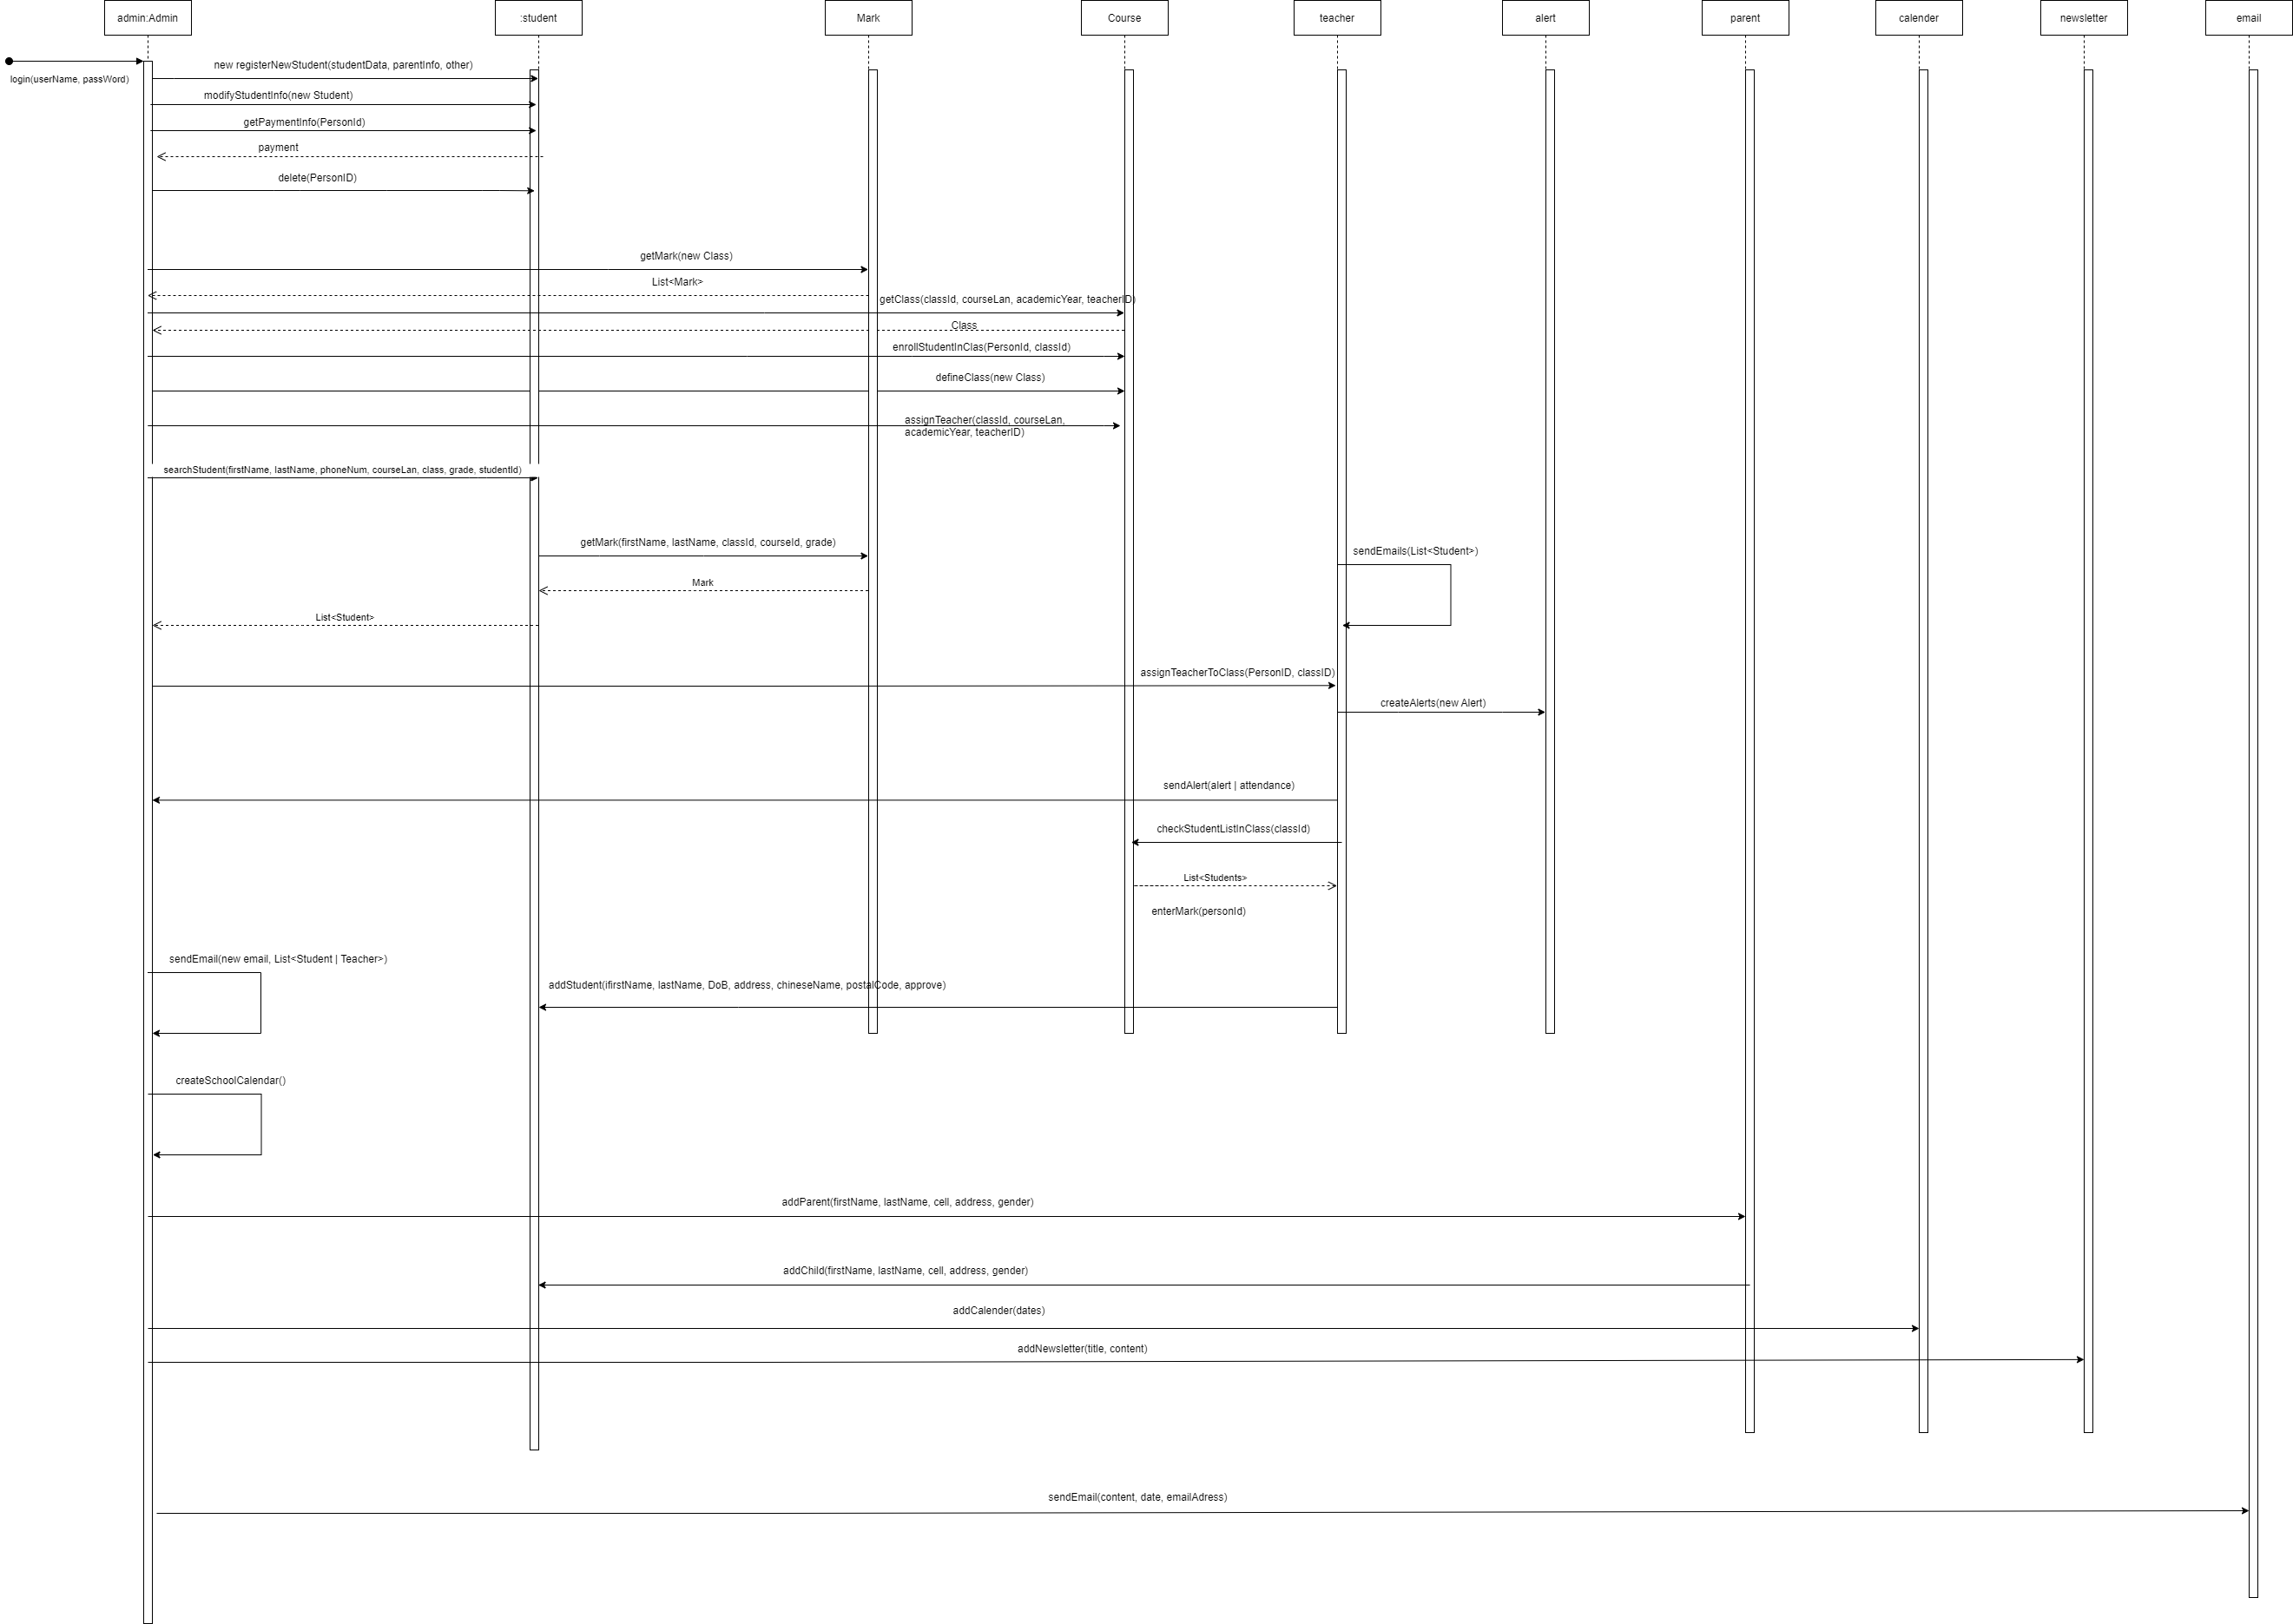 admin:Admin
:student
Mark
Course
teacher
alert
parent
calender
newsletter
email
login(userName, passWord)
new registerNewStudent(studentData, parentInfo, other)
modifyStudentInfo(new Student)
getPaymentInfo(PersonId)
payment
delete(PersonID)
getMark(new Class)
List<Mark>
getClass(classId, courseLan, academicYear, teacherID)
Class
enrollStudentInClas(PersonId, classId)
defineClass(new Class)
assignTeacher(classId, courseLan,
academicYear, teacherID)
searchStudent(firstName, lastName, phoneNum, courseLan, class, grade, studentId)
getMark(firstName, lastName, classId, courseId, grade)
sendEmails(List<Student>)
Mark
List<Student>
assignTeacherToClass(PersonID, classID)
createAlerts(new Alert)
sendAlert(alert | attendance)
checkStudentListInClass(classId)
List<Students>
enterMark(personId)
sendEmail(new email, List<Student | Teacher>)
addStudent(ifirstName, lastName, DoB, address, chineseName, postalCode, approve)
createSchoolCalendar()
addParent(firstName, lastName, cell, address, gender)
addChild(firstName, lastName, cell, address, gender)
addCalender(dates)
addNewsletter(title, content)
sendEmail(content, date, emailAdress)